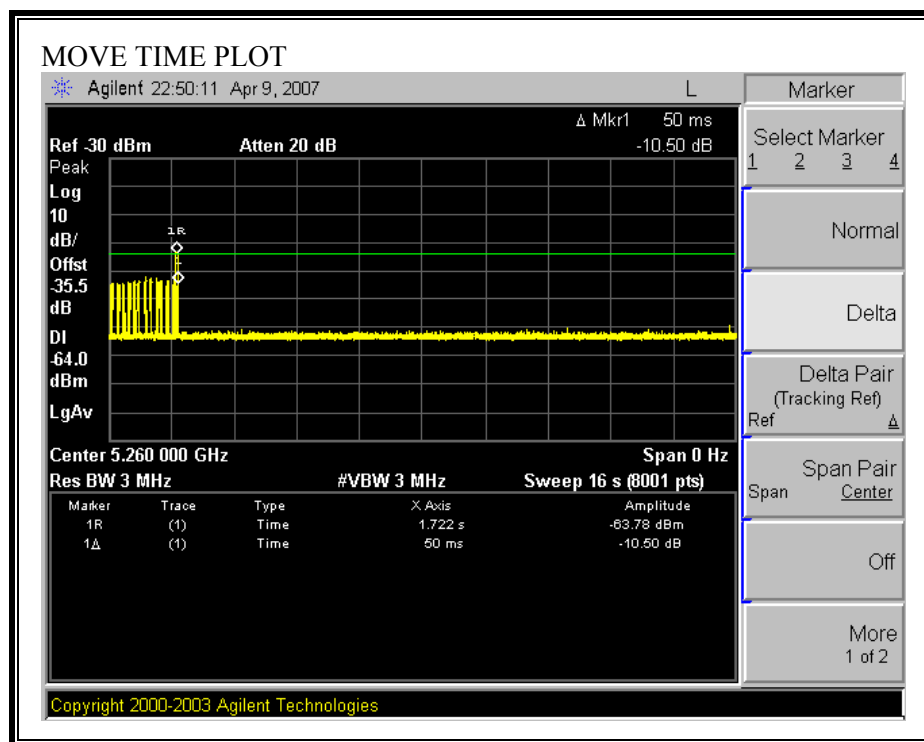 MOVE TIME PLOT
Agilent 22:50:11 Apr 9, 2007 L
Marker
Δ Mkr1 50 ms
Ref -30 dBm Atten 20 dB -10.50 dB
Peak
Log
10
dB/
Offst
-35.5
dB
DI
-64.0
dBm
LgAv
1R
Center 5.260 000 GHz Span 0 Hz
Res BW 3 MHz #VBW 3 MHz Sweep 16 s (8001 pts)
Marker Trace Type X Axis Amplitude
1R (1) Time 1.722 s -63.78 dBm
1Δ (1) Time 50 ms -10.50 dB
Select Marker
1 2 3 4
Normal
Delta
Delta Pair
(Tracking Ref)
Ref Δ
Span Pair
Span Center
Off
More
1 of 2
Copyright 2000-2003 Agilent Technologies